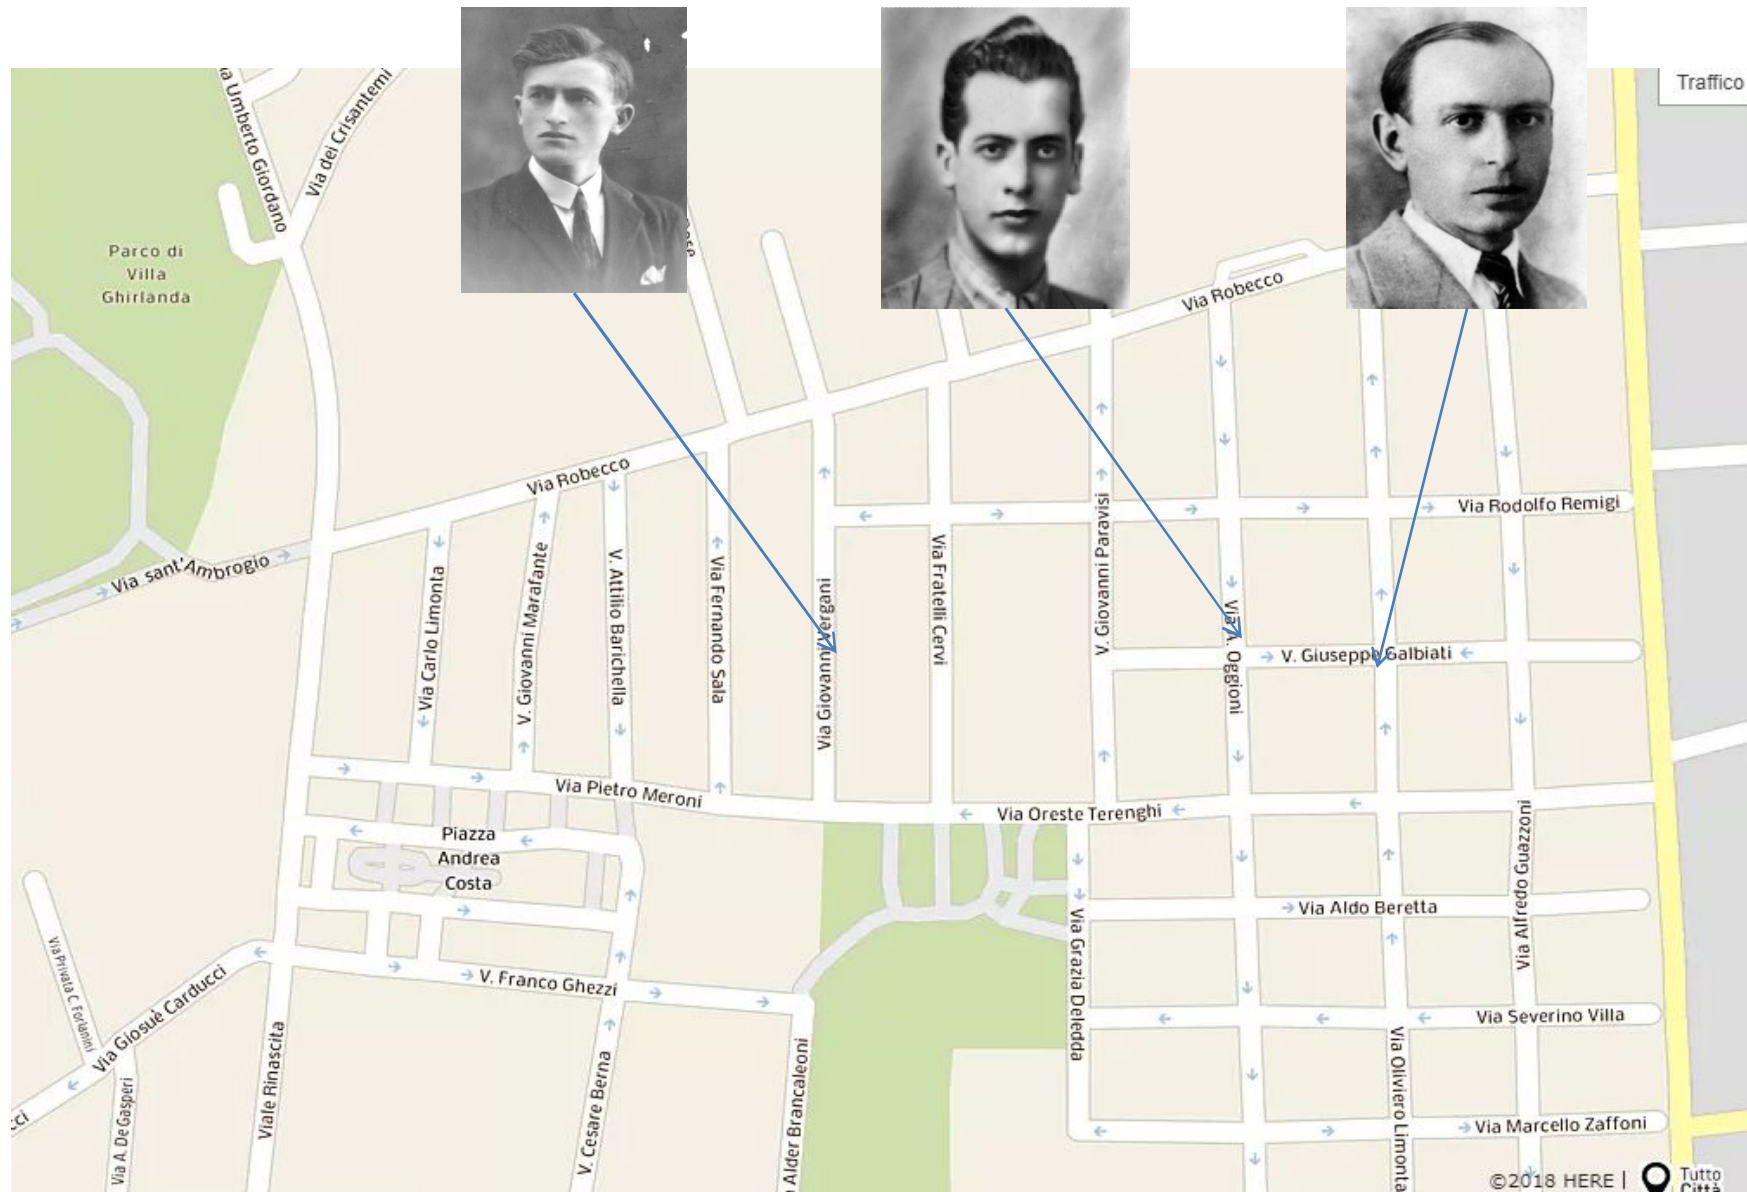 Traffico
Via Umberto Giordano
Via dei Crisantemi
Parco di
Villa
Ghirlanda
Via Robecco
Via Robecco
Via Rodolfo Remigi
Via sant'Ambrogio
Via Carlo Limonta
V. Giovanni Marafante
V. Attilio Barichella
Via Fernando Sala
Via Giovanni Vergani
Via Fratelli Cervi
V. Giovanni Paravisi
Via A. Oggioni
V. Giuseppe Galbiati
Via Pietro Meroni
Via Oreste Terenghi
Piazza
Andrea
Costa
Via Alfredo Guazzoni
Via Aldo Beretta
Via Grazia Deledda
V. Franco Ghezzi
Via Privata C. Forlanini
Via Giosuè Carducci
Viale Rinascita
V. Cesare Berna
Alder Brancaleoni
Via Severino Villa
Via Oliviero Limonta
Via A. De Gasperi
cci
Via Marcello Zaffoni
©2018 HERE |
Tutto
Città